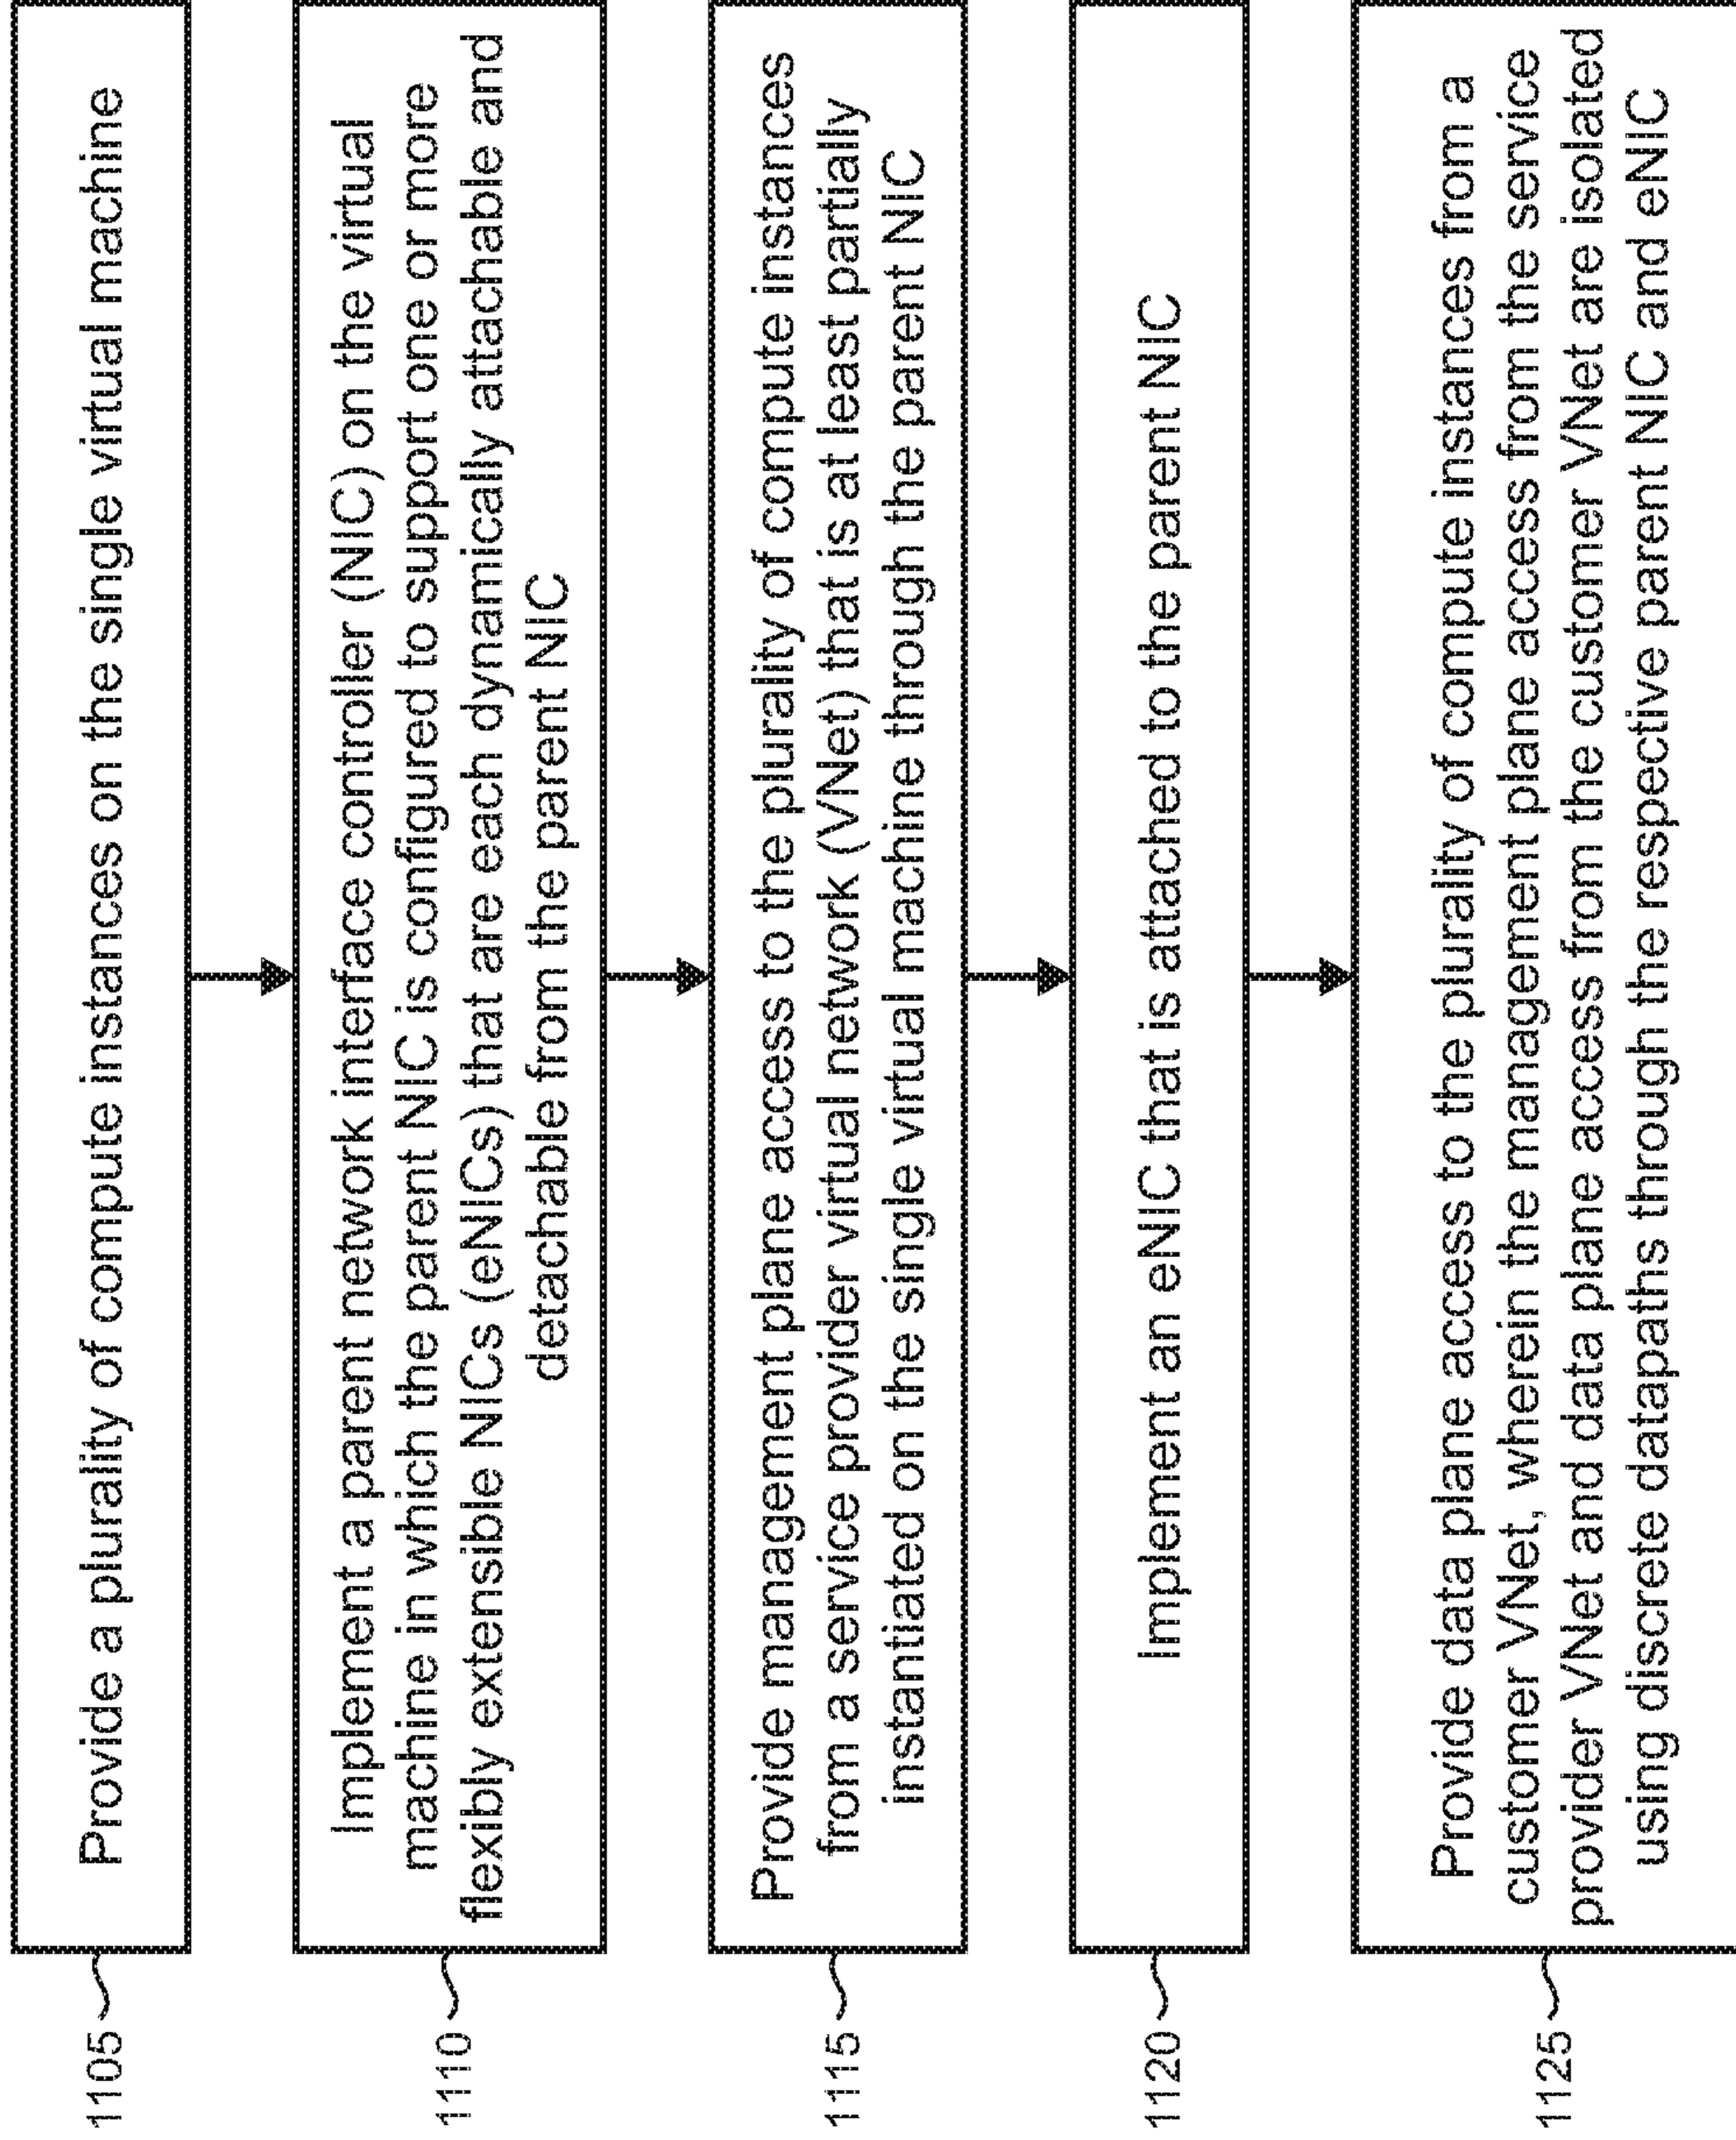 1105
Provide a plurality of compute instances on the single virtual machine
1110
Implement a parent network interface controller (NIC) on the virtual
machine in which the parent NIC is configured to support one or more
flexibly extensible NICs (eNICs) that are each dynamically attachable and
detachable from the parent NIC
1115
Provide management plane access to the plurality of compute instances
from a service provider virtual network (VNet) that is at least partially
instantiated on the single virtual machine through the parent NIC
1120
Implement an eNIC that is attached to the parent NIC
1125
Provide data plane access to the plurality of compute instances from a
customer VNet, wherein the management plane access from the service
provider VNet and data plane access from the customer VNet are isolated
using discrete datapaths through the respective parent NIC and eNIC